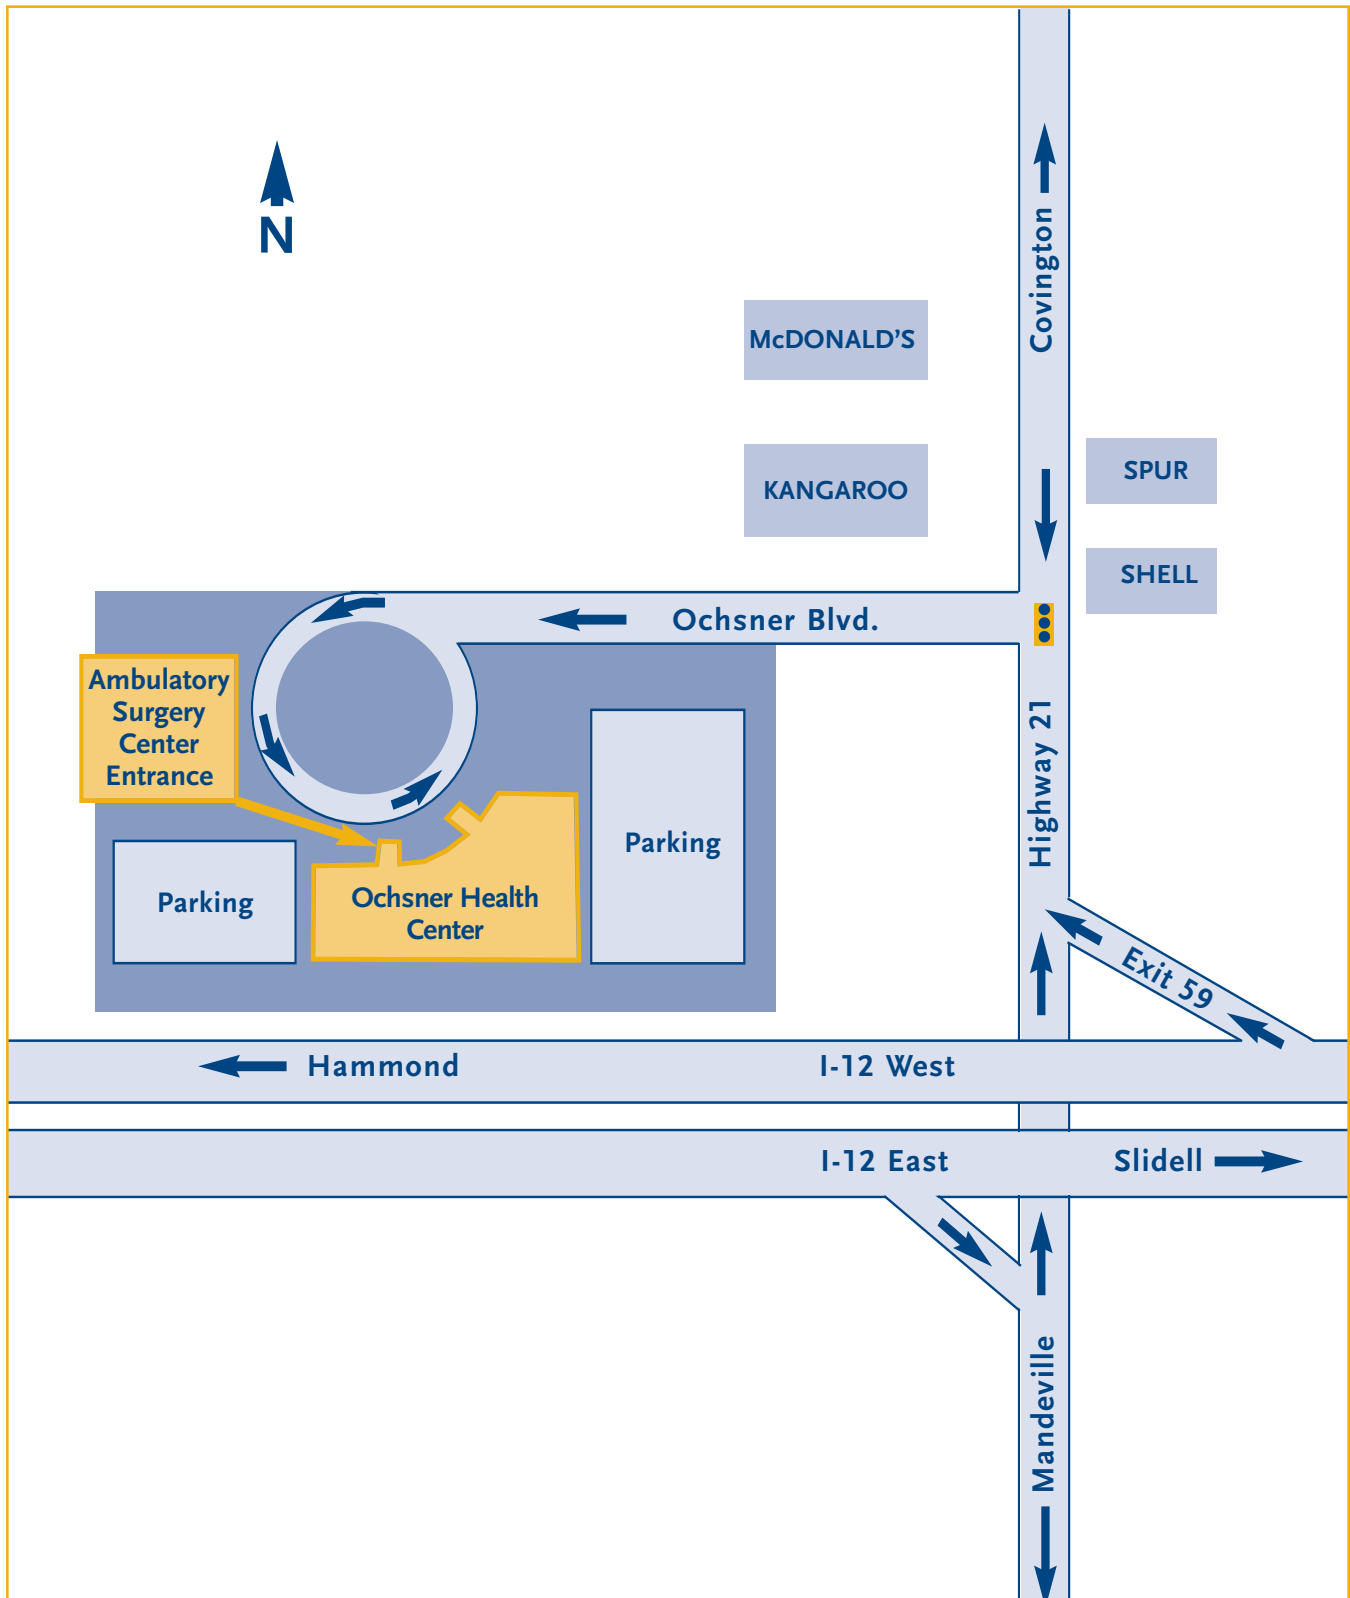 N
Covington
McDONALD’S
KANGAROO
SPUR
SHELL
Ochsner Blvd.
Ambulatory
Surgery
Center
Entrance
Highway 21
Parking
Parking
Ochsner Health
Center
Exit 59
Hammond
I-12 West
I-12 East
Slidell
Mandeville